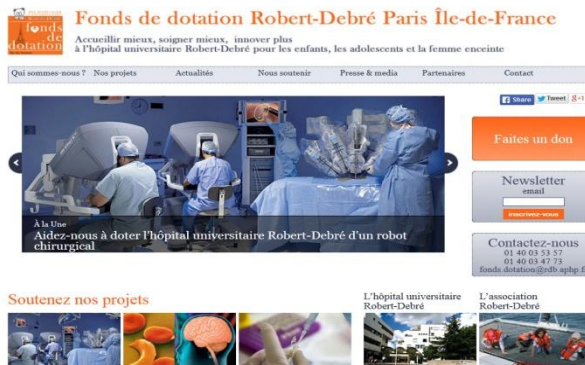 fonds
de
dotation
Fonds de dotation Robert-Debré Paris Île-de-France
Accueillir mieux, soigner mieux, innover plus
à l'hôpital universitaire Robert-Debré pour les enfants, les adolescents et la femme enceinte
Qui sommes-nous ? Nos projets Actualités Nous soutenir Presse & media Partenaires Contact
Share Tweet +1
Faites un don
Newsletter
email
inscrivez-vous
À la Une
Aidez-nous à doter l'hôpital universitaire Robert-Debré d'un robot
chirurgical
Contactez-nous
01 40 03 53 57
01 40 03 47 73
fonds.dotation@rdb.aphp.f
Soutenez nos projets
L'hôpital universitaire
Robert-Debré
L'association
Robert-Debré